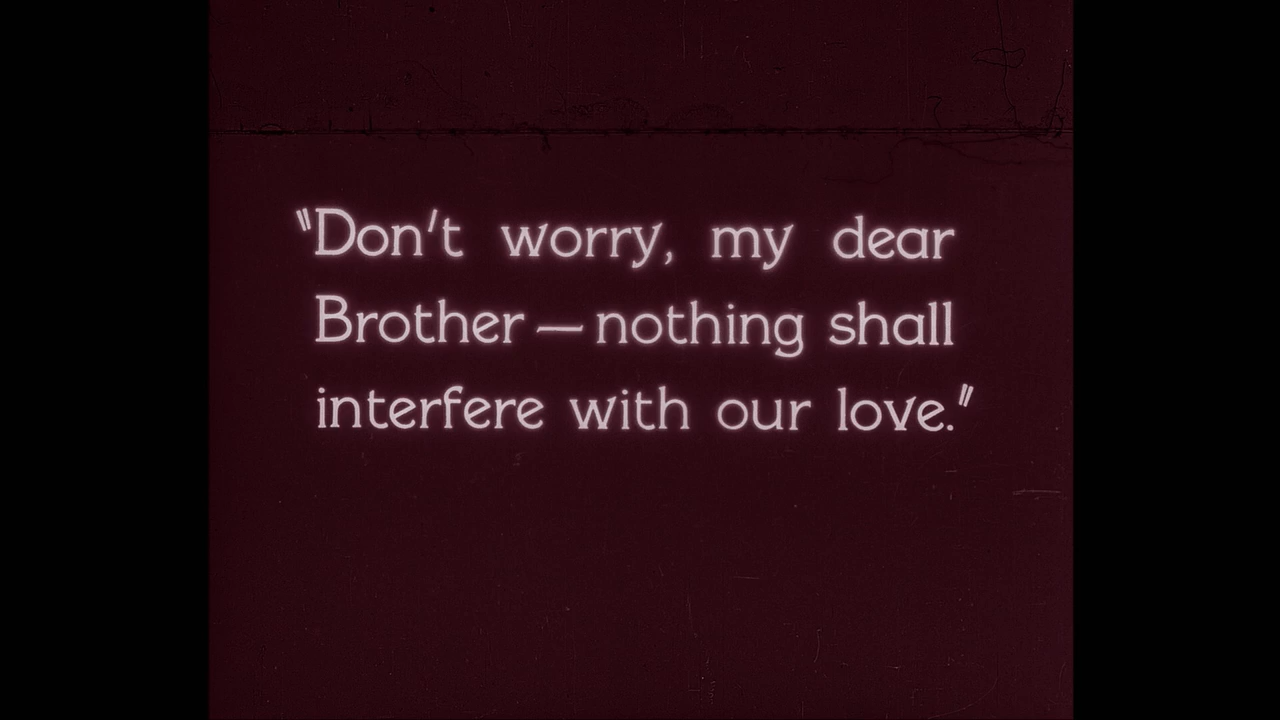 "Don't worry, my dear
Brother — nothing shall
interfere with our love."